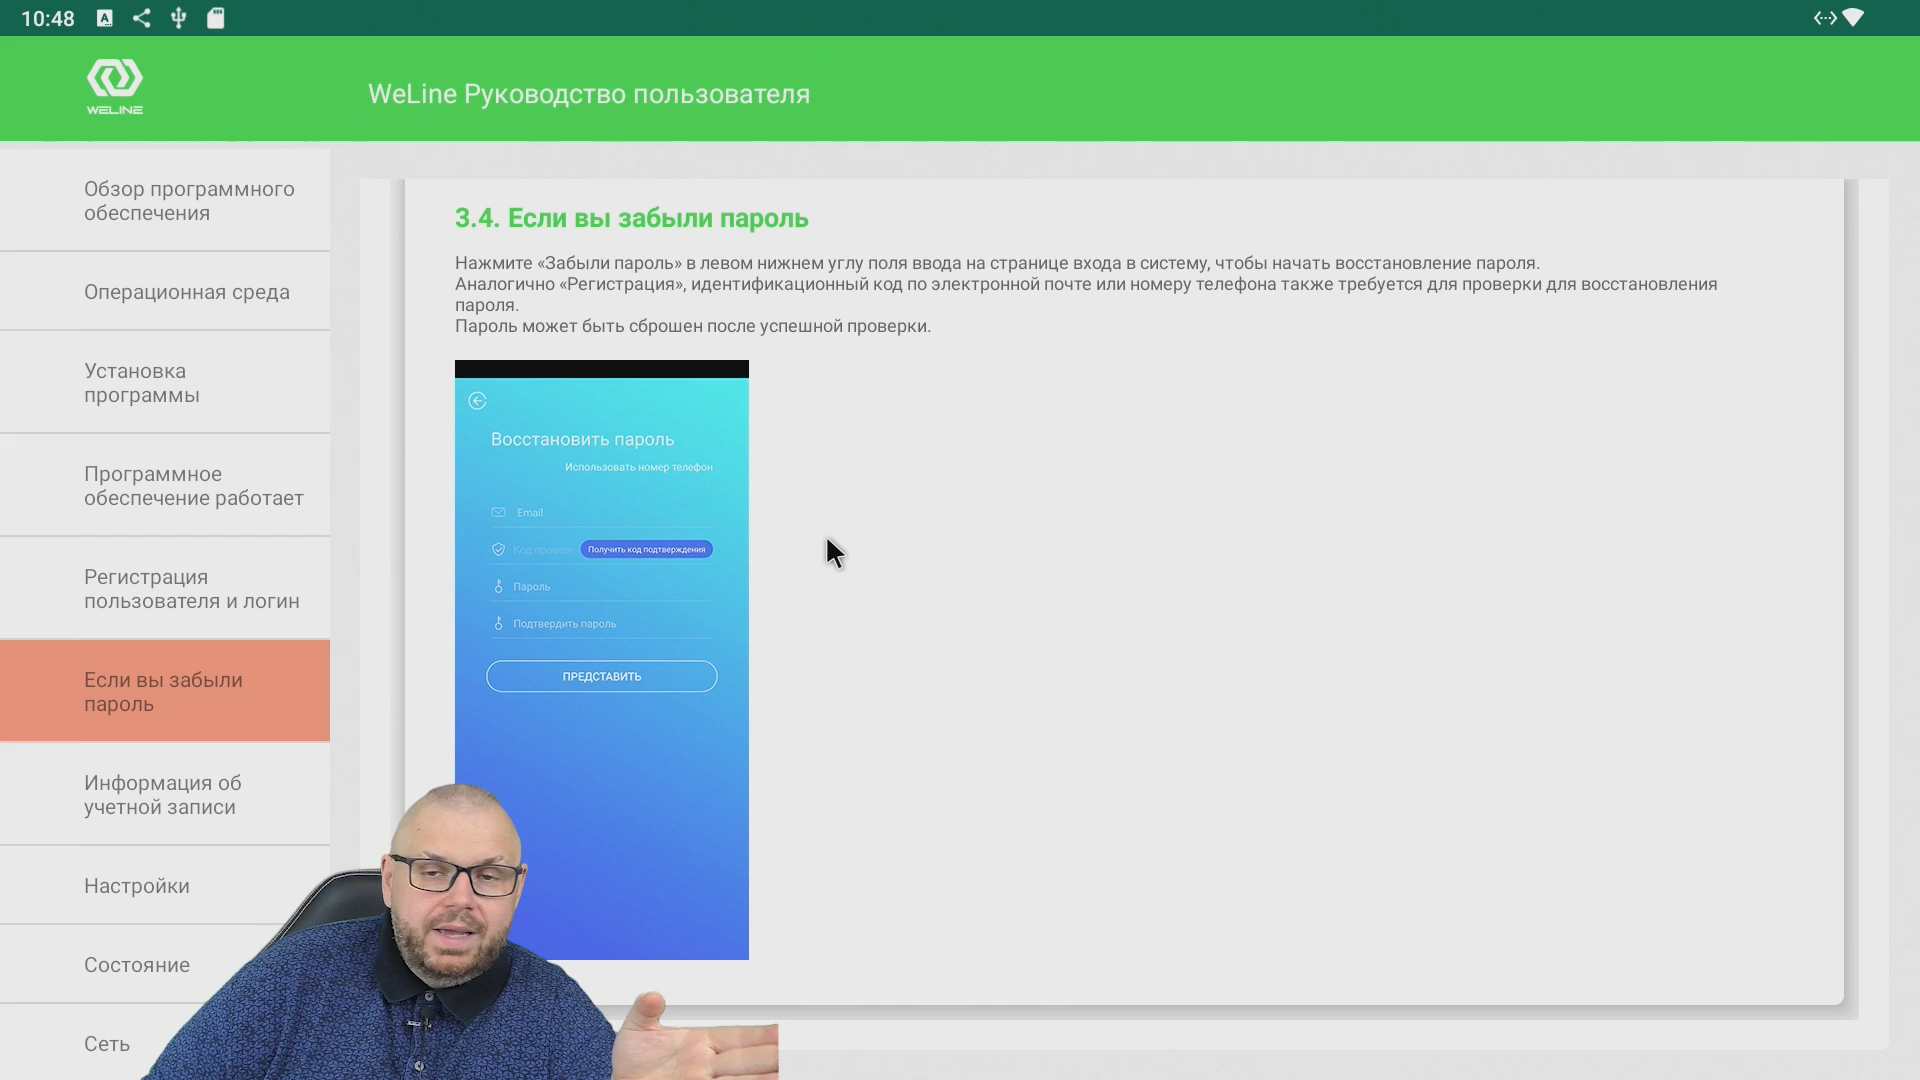 10:48
WELINE
WeLine Руководство пользователя
Обзор программного
обеспечения
Операционная среда
Установка
программы
Программное
обеспечение работает
Регистрация
пользователя и логин
Если вы забыли
пароль
Информация об
учетной записи
Настройки
Состояние
Сеть
3.4. Если вы забыли пароль
Нажмите «Забыли пароль» в левом нижнем углу поля ввода на странице входа в систему, чтобы начать восстановление пароля.
Аналогично «Регистрация», идентификационный код по электронной почте или номеру телефона также требуется для проверки для восстановления
пароля.
Пароль может быть сброшен после успешной проверки.
Восстановить пароль
Использовать номер телефон
Email
Код провер Получить код подтверждения
Пароль
Подтвердить пароль
ПРЕДСТАВИТЬ